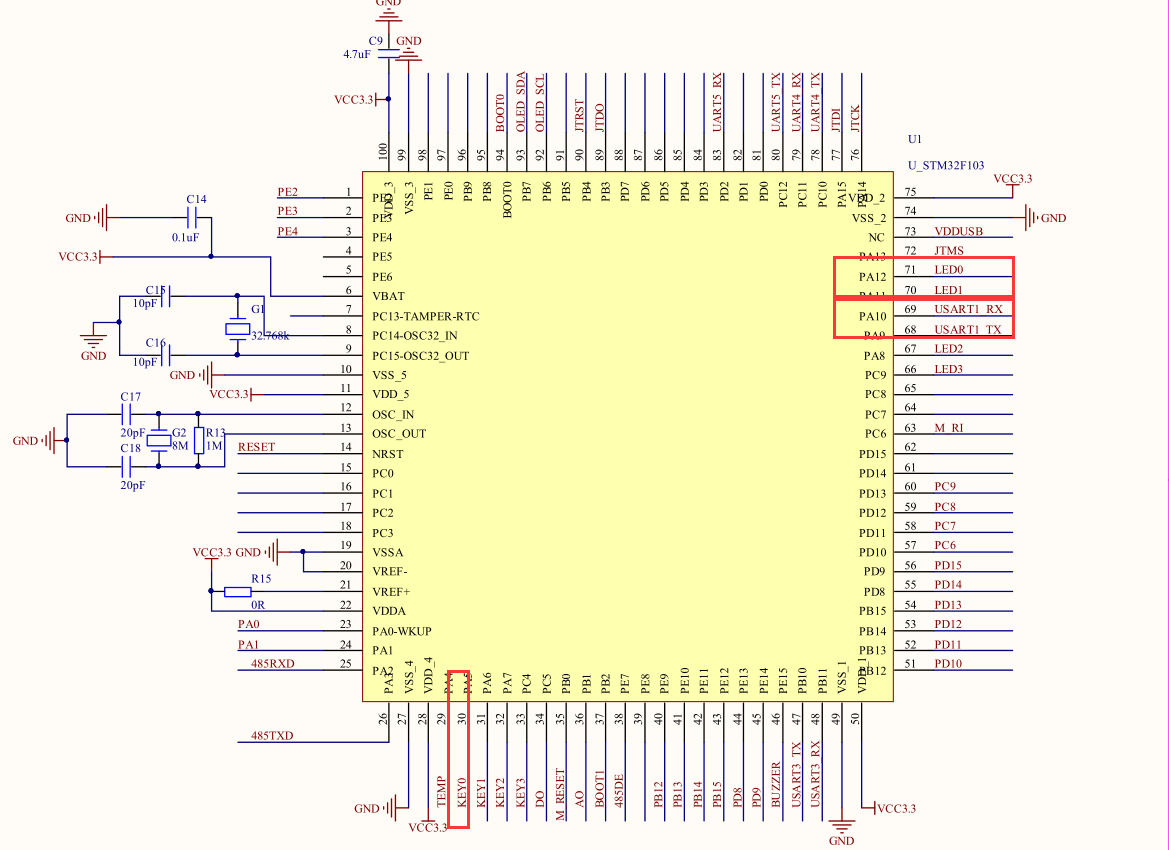 GND
C9
GND
4.7uF
VCC3.3
BOOT0
OLED_SDA
OLED_SCL
JTRST
JTDO
UART5_RX
UART5_TX
UART4_RX
UART4_TX
JTDI
JTCK
100
99
98
97
96
95
94
93
92
91
90
89
88
87
86
85
84
83
82
81
80
79
78
77
76
VDD_3
VSS_3
PE1
PE0
PB9
PB8
BOOT0
PB7
PB6
PB5
PB4
PB3
PD7
PD6
PD5
PD4
PD3
PD2
PD1
PD0
PC12
PC11
PC10
PA15
PA14
U1
U_STM32F103
PE2 1 PE2
PE3 2 PE3
PE4 3 PE4
4 PE5
5 PE6
6 VBAT
7 PC13-TAMPER-RTC
8 PC14-OSC32_IN
9 PC15-OSC32_OUT
GND 10 VSS_5
VCC3.3 11 VDD_5
12 OSC_IN
13 OSC_OUT
RESET 14 NRST
15 PC0
16 PC1
17 PC2
18 PC3
19 VSSA
20 VREF-
21 VREF+
22 VDDA
PA0 23 PA0-WKUP
PA1 24 PA1
485RXD 25 PA2
C14
GND
0.1uF
VCC3.3
C15
10pF
G1
32.768k
C16
10pF
GND
C17
20pF
G2
8M
R13
1M
GND
C18
20pF
VCC3.3 GND
R15
0R
VDD_2 75 VCC3.3
VSS_2 74 GND
NC 73 VDDUSB
PA13 72 JTMS
PA12 71 LED0
PA11 70 LED1
PA10 69 USART1_RX
PA9 68 USART1_TX
PA8 67 LED2
PC9 66 LED3
PC8 65
PC7 64
PC6 63 M_RI
PD15 62
PD14 61
PD13 60 PC9
PD12 59 PC8
PD11 58 PC7
PD10 57 PC6
PD9 56 PD15
PD8 55 PD14
PB15 54 PD13
PB14 53 PD12
PB13 52 PD11
PB12 51 PD10
PA3
VSS_4
VDD_4
PA4
PA5
PA6
PA7
PC4
PC5
PB0
PB1
PB2
PE7
PE8
PE9
PE10
PE11
PE12
PE13
PE14
PE15
PB10
PB11
VSS_1
VDD_1
26
27
28
29
30
31
32
33
34
35
36
37
38
39
40
41
42
43
44
45
46
47
48
49
50
485TXD
GND
VCC3.3
TEMP
KEY0
KEY1
KEY2
KEY3
DO
M_RESET
AO
BOOT1
485DE
PB12
PB13
PB14
PB15
PD8
PD9
BUZZER
USART3_TX
USART3_RX
GND
VCC3.3